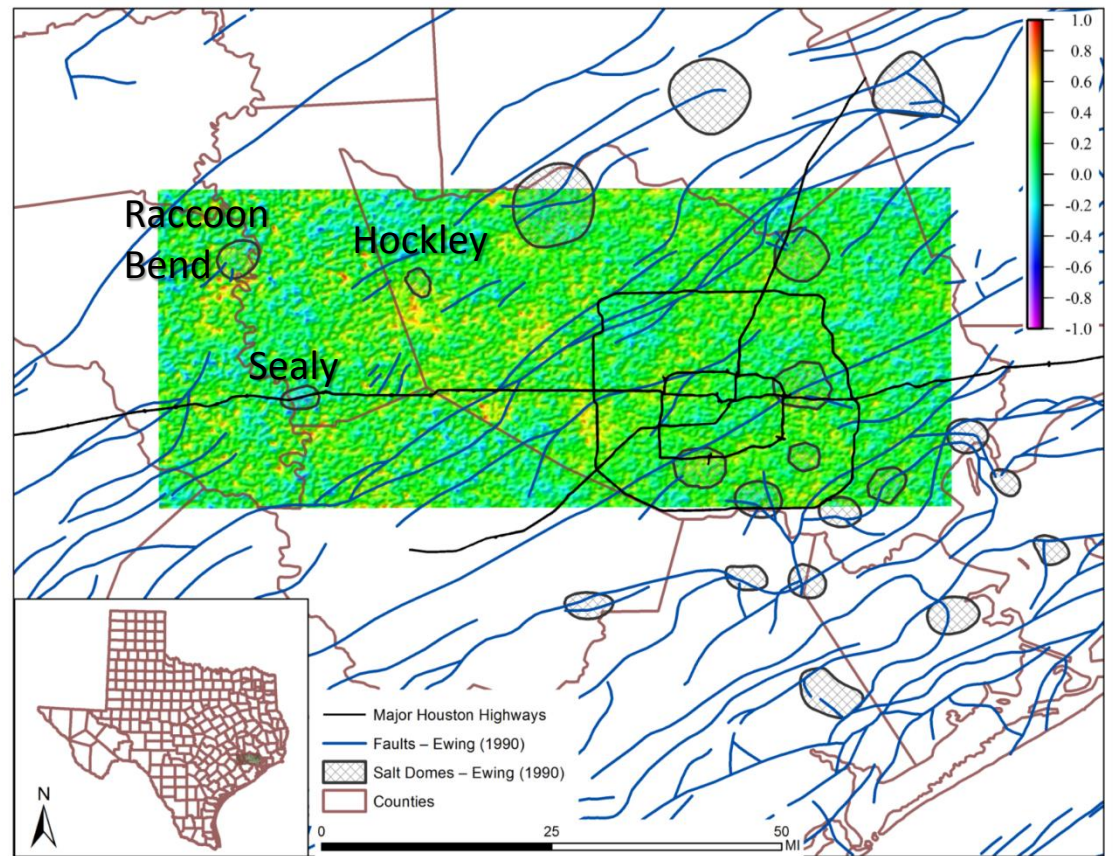 1.0
0.8
0.6
0.4
0.2
0.0
-0.2
-0.4
-0.6
-0.8
-1.0
Raccoon
Bend
Hockley
Sealy
Major Houston Highways
Faults – Ewing (1990)
Salt Domes – Ewing (1990)
Counties
N
0 25 50
MI